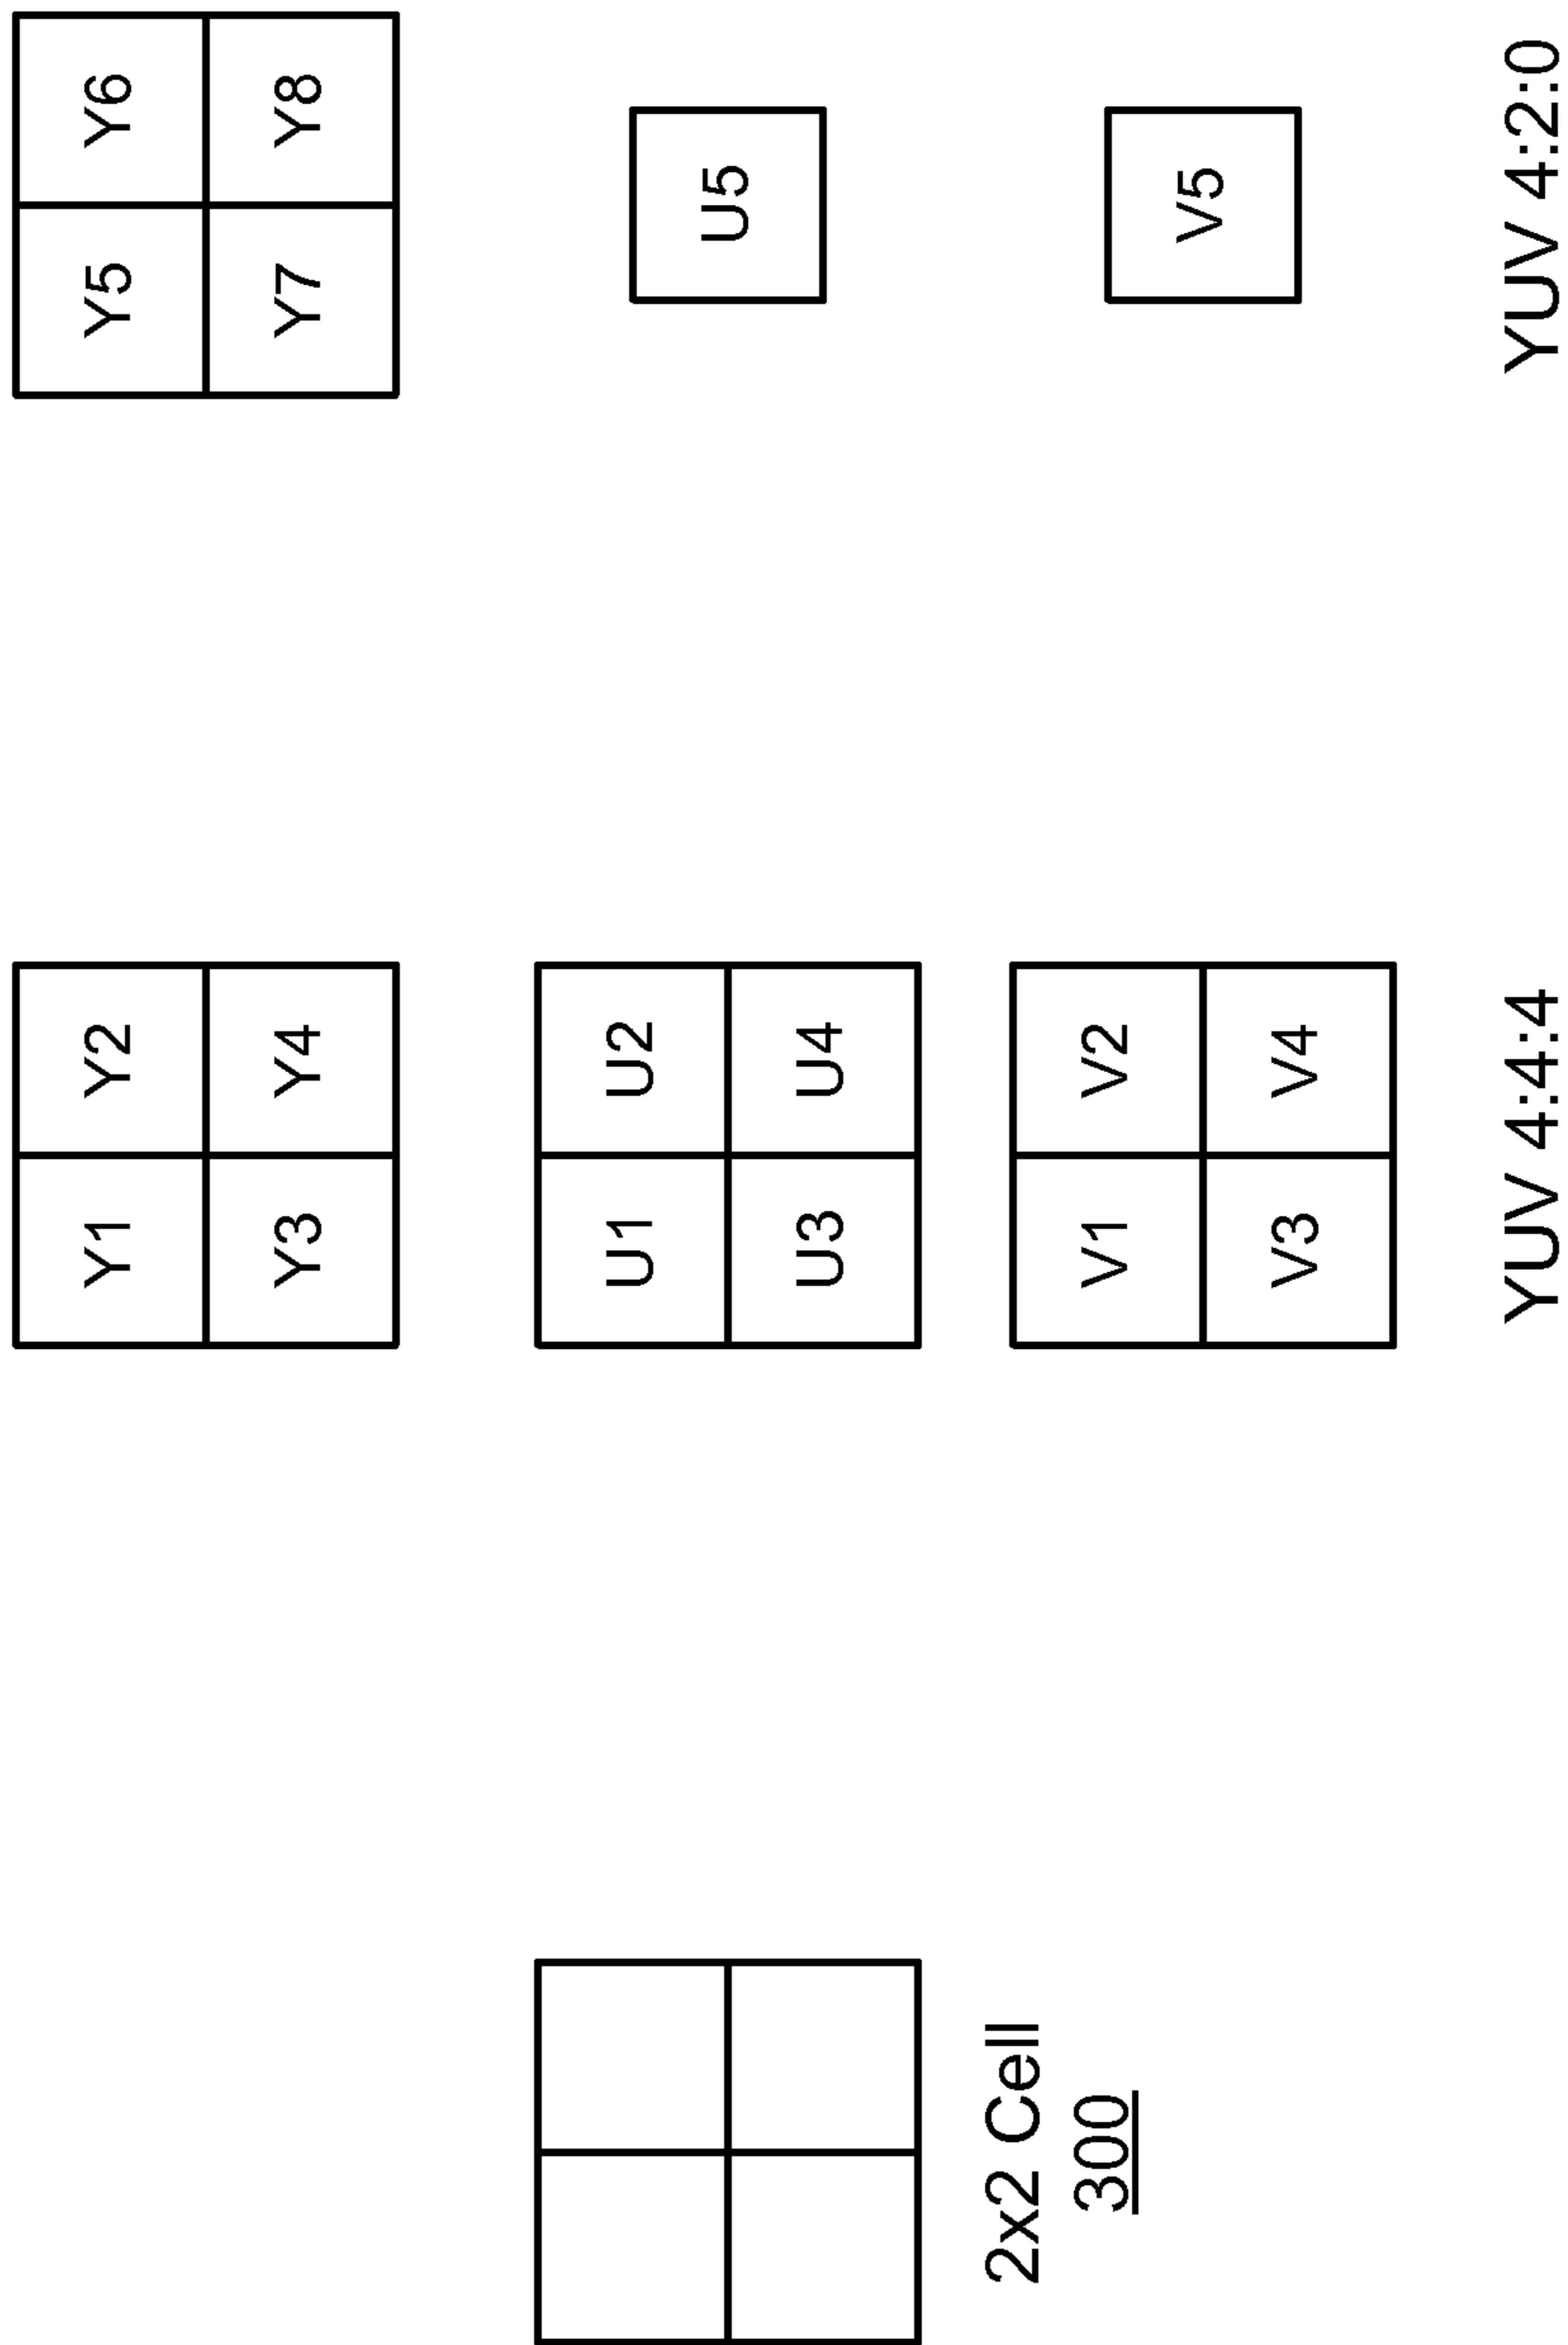 2x2 Cell
300
Y1 Y2
Y3 Y4
U1 U2
U3 U4
V1 V2
V3 V4
YUV 4:4:4
Y5 Y6
Y7 Y8
U5
V5
YUV 4:2:0